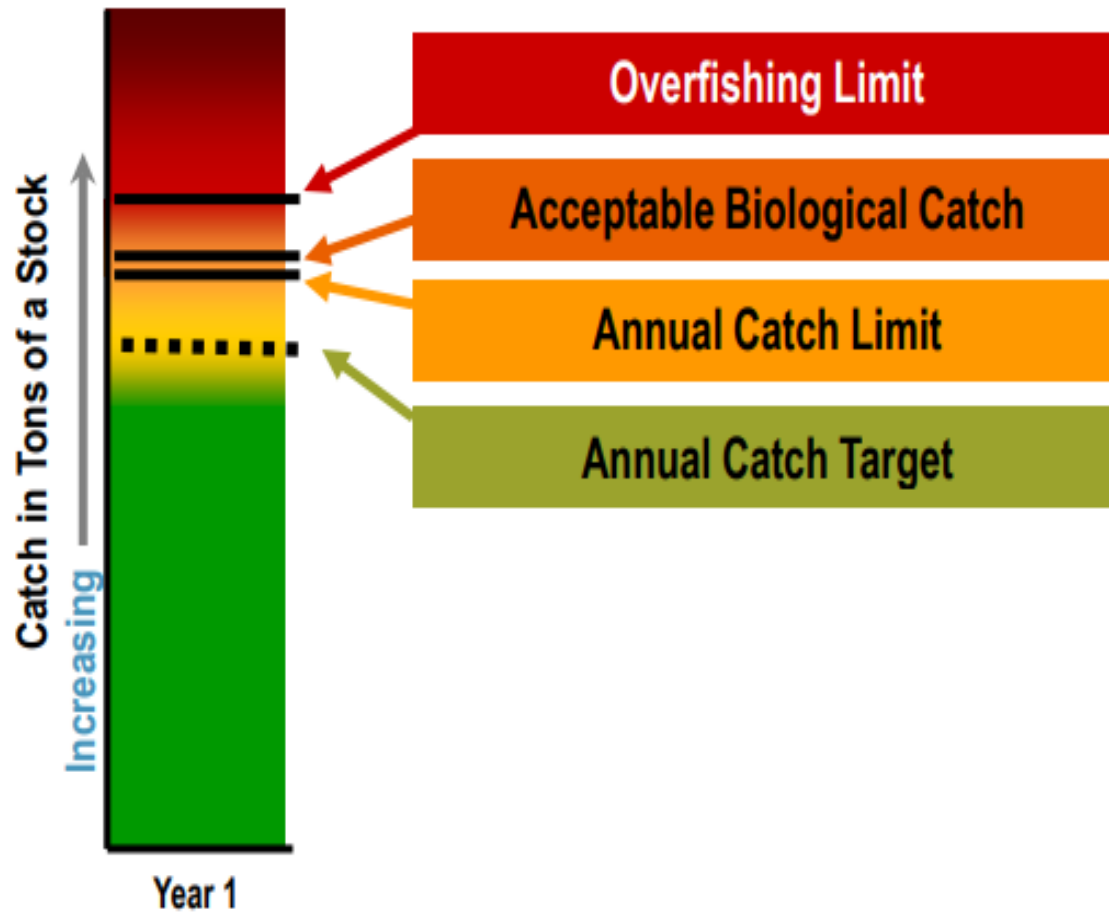 Overfishing Limit
Acceptable Biological Catch
Annual Catch Limit
Annual Catch Target
Catch in Tons of a Stock
Increasing
Year 1